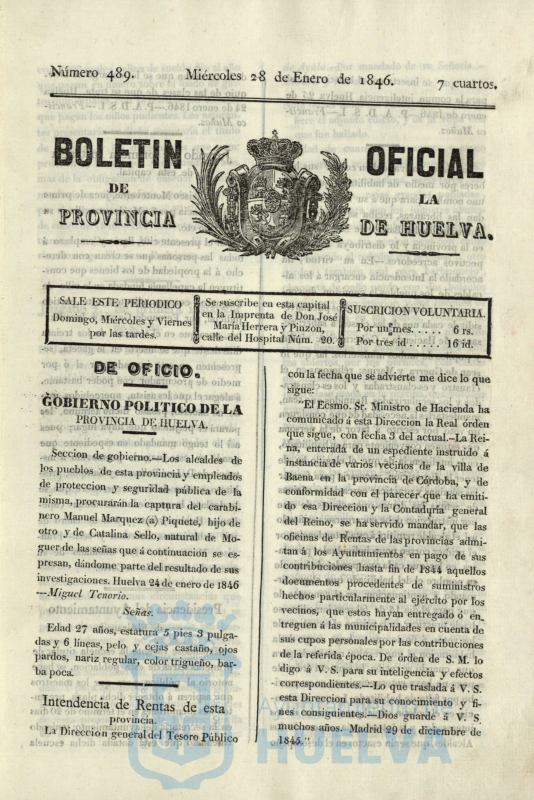 Número 489. Miércoles 28 de Enero de 1846. 7 cuartos.
BOLETIN OFICIAL
DE LA
PROVINCIA DE HUELVA.
SALE ESTE PERIODICO
Domingo, Miércoles y Viernes
por las tardes.
Se suscribe en esta capital
en la Imprenta de Don José
María Herrera y Pinzon,
calle del Hospital Núm. 20.
SUSCRICION VOLUNTARIA.
Por un mes. . . . . 6 rs.
Por tres id . . . . . 16 id.
DE OFICIO.
GOBIERNO POLITICO DE LA
PROVINCIA DE HUELVA.
Seccion de gobierno.—Los alcaldes de
los pueblos de esta provincia y empleados
de proteccion y seguridad pública de la
misma, procurarán la captura del carabi-
nero Manuel Marquez (a) Piquete, hijo de
otro y de Catalina Sello, natural de Mo-
guer de las señas que á continuacion se es-
presan, dándome parte del resultado de sus
investigaciones. Huelva 24 de enero de 1846
—Miguel Tenorio.
Señas.
Edad 27 años, estatura 5 pies 3 pulga-
das y 6 líneas, pelo y cejas castaño, ojos
pardos, nariz regular, color trigueño, bar-
ba poca.
Intendencia de Rentas de esta
provincia.
La Direccion general del Tesoro Público
con la fecha que se advierte me dice lo que
sigue:
"El Ecsmo. Sr. Ministro de Hacienda ha
comunicado á esta Direccion la Real órden
que sigue, con fecha 3 del actual.—La Rei-
na, enterada de un espediente instruido á
instancia de varios vecinos de la villa de
Baena en la provincia de Córdoba, y de
conformidad con el parecer que ha emiti-
do esa Direccion y la Contaduría general
del Reino, se ha servido mandar, que las
oficinas de Rentas de las provincias admi-
tan á los Ayuntamientos en pago de sus
contribuciones hasta fin de 1844 aquellos
documentos procedentes de suministros
hechos particularmente al ejército por los
vecinos, que estos hayan entregado ó en-
treguen á las municipalidades en cuenta de
sus cupos personales por las contribuciones
de la referida época. De órden de S. M. lo
digo á V. S. para su inteligencia y efectos
correspondientes.—Lo que traslada á V. S.
esta Direccion para su conocimiento y fi-
nes consiguientes.—Dios guarde á V. S.
muchos años. Madrid 29 de diciembre de
1845."
HUELVA